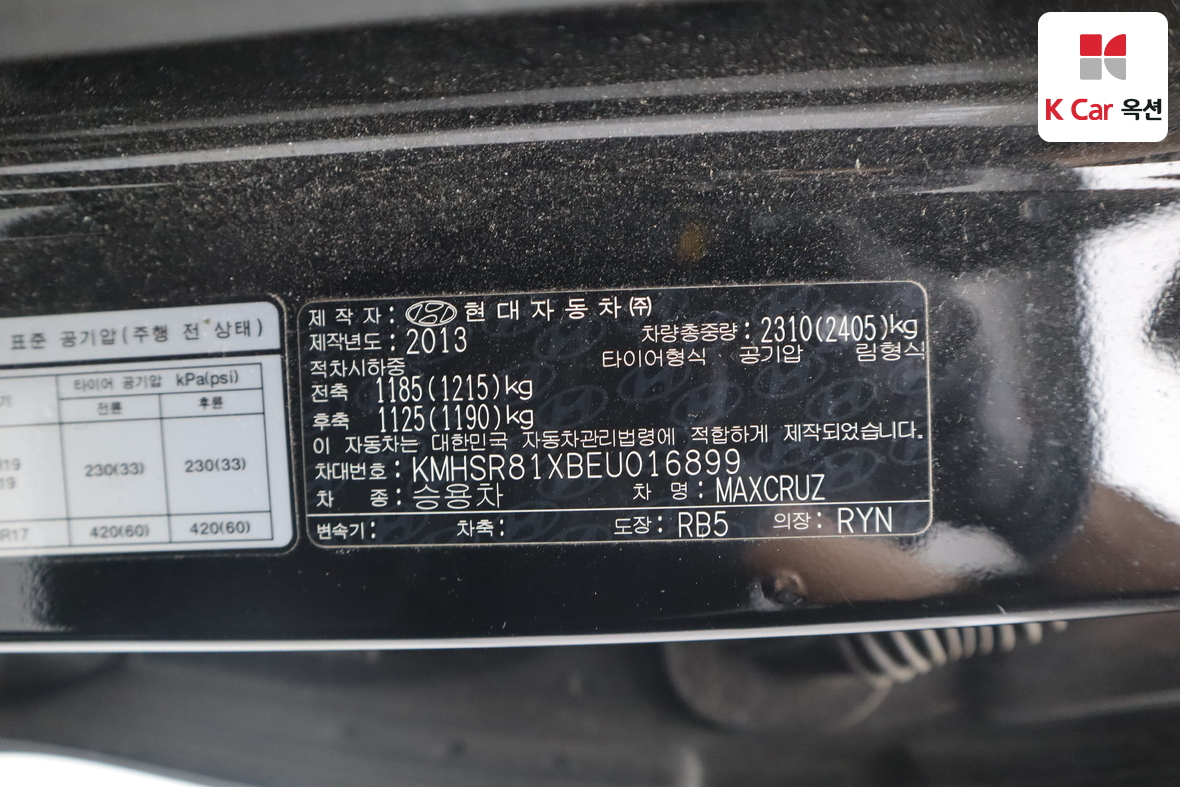 K Car 옥션
표준 공기압(주행 전 상태)
타이어 공기압 kPa(psi)
전륜 후륜
R19
19
230(33) 230(33)
R17 420(60) 420(60)
제 작 자 : 현대자동차㈜
제작년도 : 2013 차량총중량 : 2310(2405)kg
적차시하중 타이어형식 공기압 림형식
전축 1185(1215)kg
후축 1125(1190)kg
이 자동차는 대한민국 자동차관리법령에 적합하게 제작되었습니다.
차대번호 : KMHSR81XBEU016899
차 종 : 승용차 차 명 : MAXCRUZ
변속기 : 차축 : 도장 : RB5 의장 : RYN